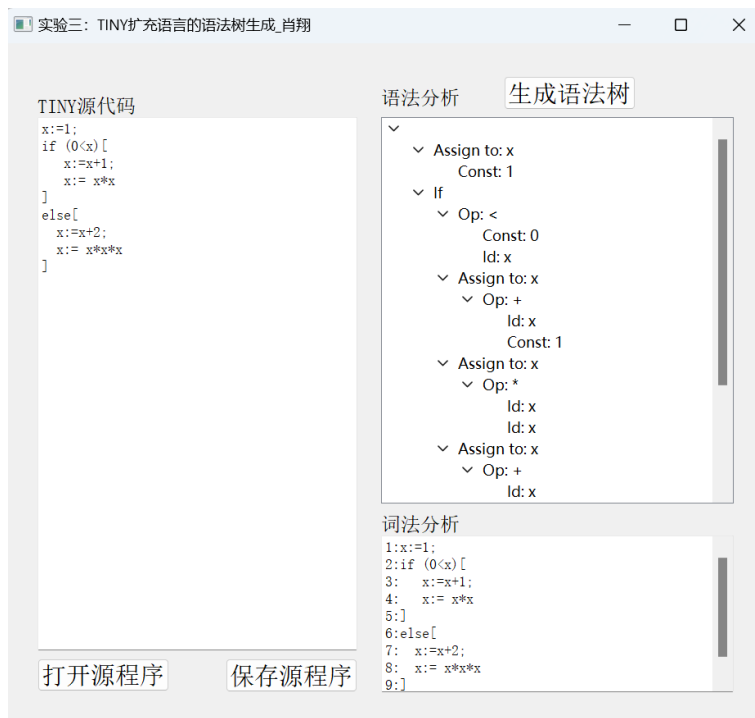 实验三：TINY扩充语言的语法树生成_肖翔
TINY源代码
x:=1;
if (0<x)[
   x:=x+1;
   x:= x*x
]
else[
  x:=x+2;
  x:= x*x*x
]
打开源程序
保存源程序
语法分析
生成语法树
Assign to: x
Const: 1
If
Op: <
Const: 0
Id: x
Assign to: x
Op: +
Id: x
Const: 1
Assign to: x
Op: *
Id: x
Id: x
Assign to: x
Op: +
Id: x
词法分析
1:x:=1;
2:if (0<x)[
3:   x:=x+1;
4:   x:= x*x
5:]
6:else[
7:  x:=x+2;
8:  x:= x*x*x
9:]